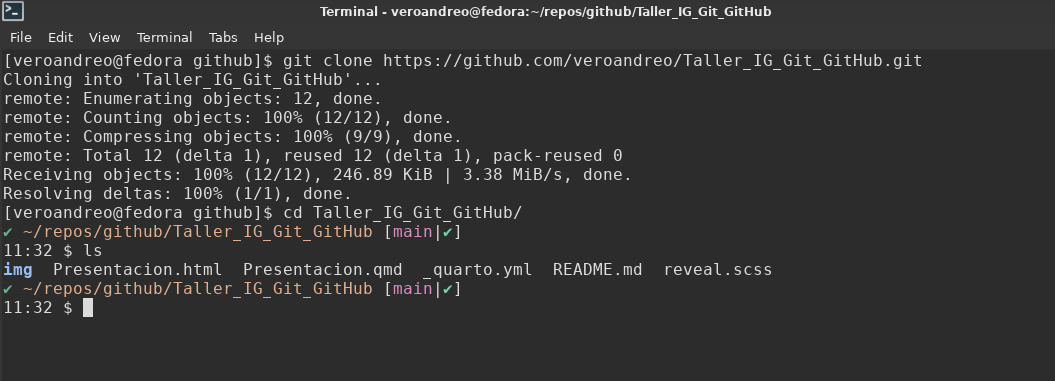 Terminal - veroandreo@fedora:~/repos/github/Taller_IG_Git_GitHub
File Edit View Terminal Tabs Help
[veroandreo@fedora github]$ git clone https://github.com/veroandreo/Taller_IG_Git_GitHub.git
Cloning into 'Taller_IG_Git_GitHub'...
remote: Enumerating objects: 12, done.
remote: Counting objects: 100% (12/12), done.
remote: Compressing objects: 100% (9/9), done.
remote: Total 12 (delta 1), reused 12 (delta 1), pack-reused 0
Receiving objects: 100% (12/12), 246.89 KiB | 3.38 MiB/s, done.
Resolving deltas: 100% (1/1), done.
[veroandreo@fedora github]$ cd Taller_IG_Git_GitHub/
✔ ~/repos/github/Taller_IG_Git_GitHub [main|✔]
11:32 $ ls
img  Presentacion.html  Presentacion.qmd  _quarto.yml  README.md  reveal.scss
✔ ~/repos/github/Taller_IG_Git_GitHub [main|✔]
11:32 $